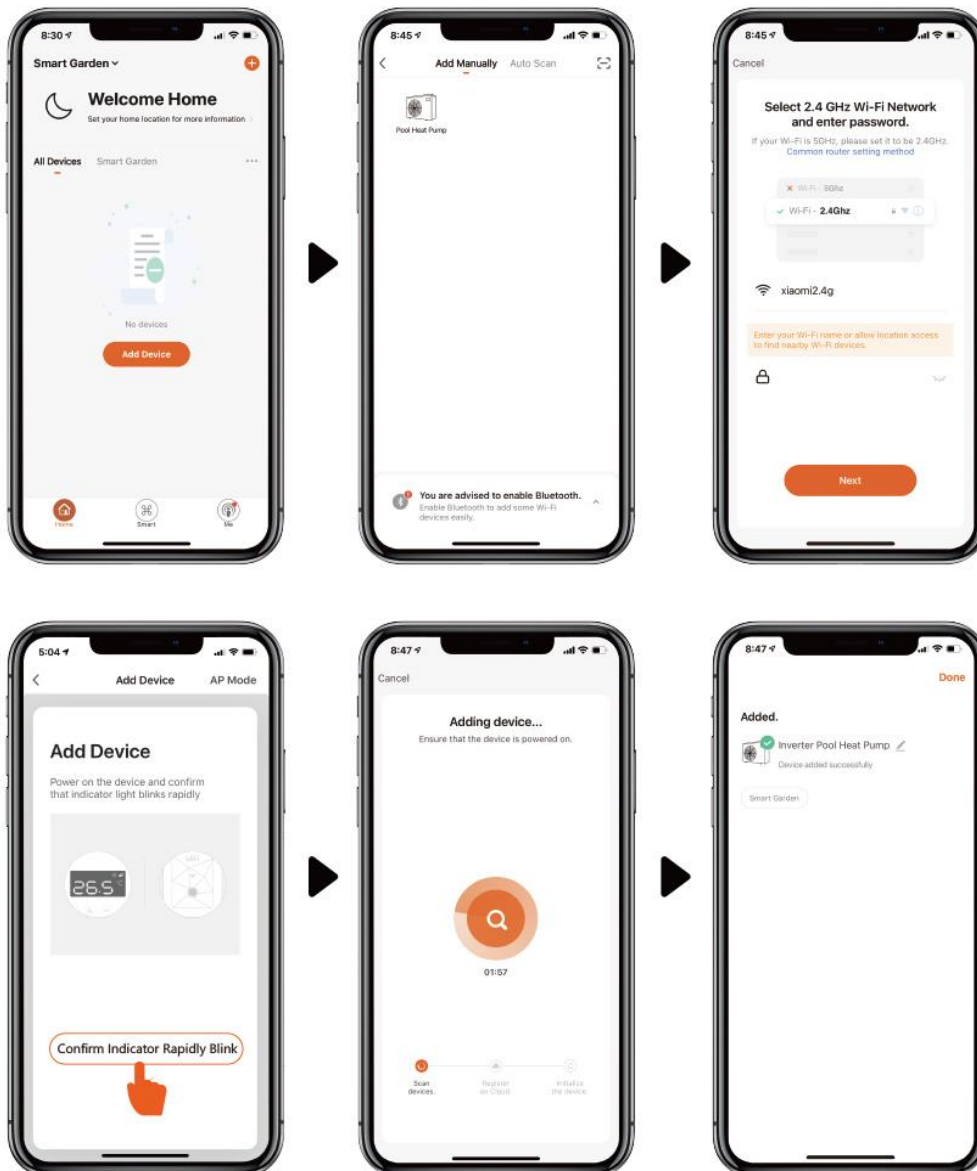 8:30
Smart Garden
Welcome Home
Set your home location for more information
All Devices Smart Garden
No devices
Add Device
Home Smart Me
8:45
Add Manually Auto Scan
Pool Heat Pump
You are advised to enable Bluetooth.
Enable Bluetooth to add some Wi-Fi
devices easily.
8:45
Cancel
Select 2.4 GHz Wi-Fi Network
and enter password.
If your Wi-Fi is 5GHz, please set it to be 2.4GHz.
Common router setting method
Wi-Fi - 5Ghz
Wi-Fi - 2.4Ghz
xiaomi2.4g
Enter your Wi-Fi name or allow location access
to find nearby Wi-Fi devices.
Next
5:04
Add Device AP Mode
Add Device
Power on the device and confirm
that indicator light blinks rapidly
26.5
Confirm Indicator Rapidly Blink
8:47
Cancel
Adding device...
Ensure that the device is powered on.
01:57
Scan Register Initialize
devices. on Cloud. the device.
8:47
Done
Added.
Inverter Pool Heat Pump
Device added successfully
Smart Garden